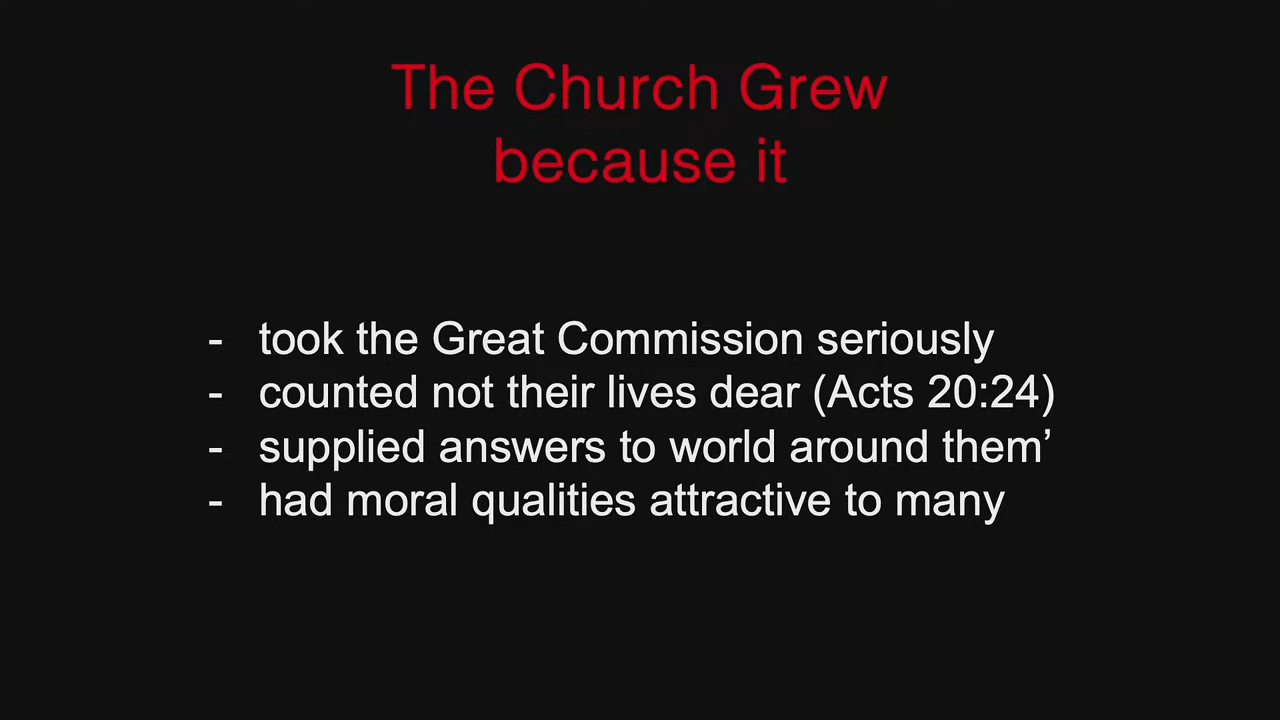 The Church Grew
because it
- took the Great Commission seriously
- counted not their lives dear (Acts 20:24)
- supplied answers to world around them’
- had moral qualities attractive to many